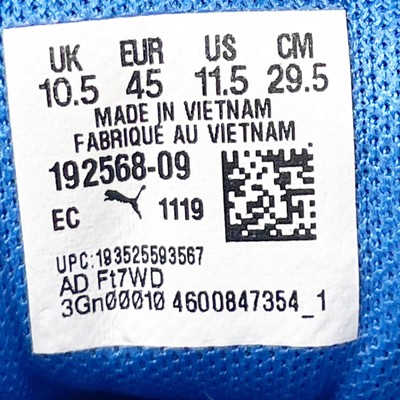 UK EUR US CM
10.5 45 11.5 29.5
MADE IN VIETNAM
FABRIQUE AU VIETNAM
192568-09
EC 1119
UPC:193525593567
AD Ft7WD
3Gn00010 4600847354_1